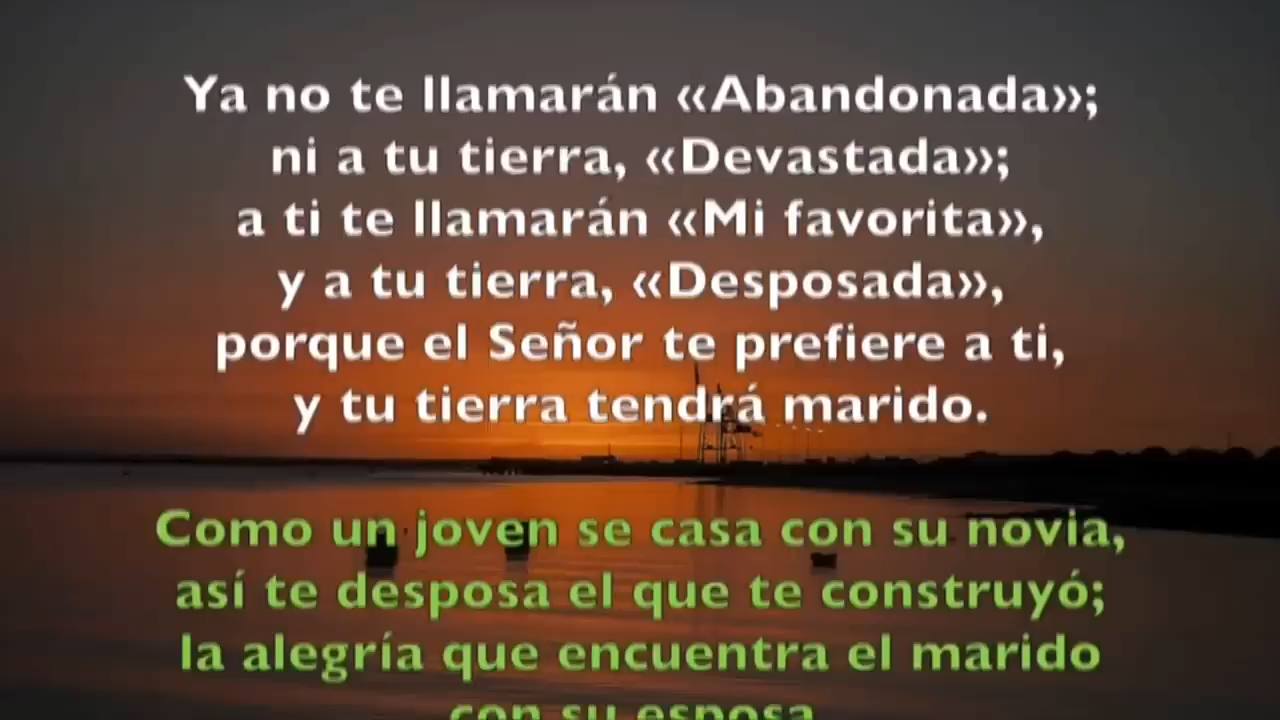 Ya no te llamarán «Abandonada»;
ni a tu tierra, «Devastada»;
a ti te llamarán «Mi favorita»,
y a tu tierra, «Desposada»,
porque el Señor te prefiere a ti,
y tu tierra tendrá marido.
Como un joven se casa con su novia,
así te desposa el que te construyó;
la alegría que encuentra el marido
con su esposa